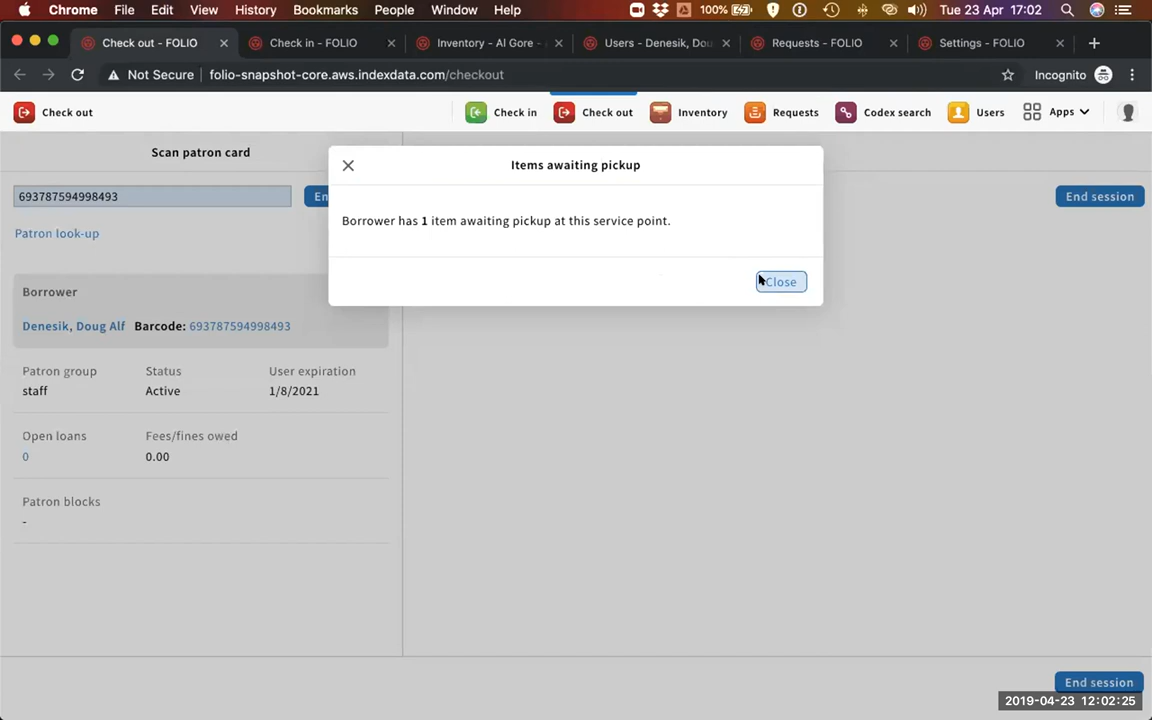 Chrome File Edit View History Bookmarks People Window Help 100% Tue 23 Apr 17:02
Check out - FOLIO Check in - FOLIO Inventory - Al Gore - Users - Denesik, Dou Requests - FOLIO Settings - FOLIO
Not Secure folio-snapshot-core.aws.indexdata.com/checkout Incognito
Check out Check in Check out Inventory Requests Codex search Users Apps
Scan patron card
Items awaiting pickup
693787594998493 En End session
Borrower has 1 item awaiting pickup at this service point.
Patron look-up
Close
Borrower
Denesik, Doug Alf Barcode: 693787594998493
Patron group Status User expiration
staff Active 1/8/2021
Open loans Fees/fines owed
0 0.00
Patron blocks
-
End session
2019-04-23 12:02:25